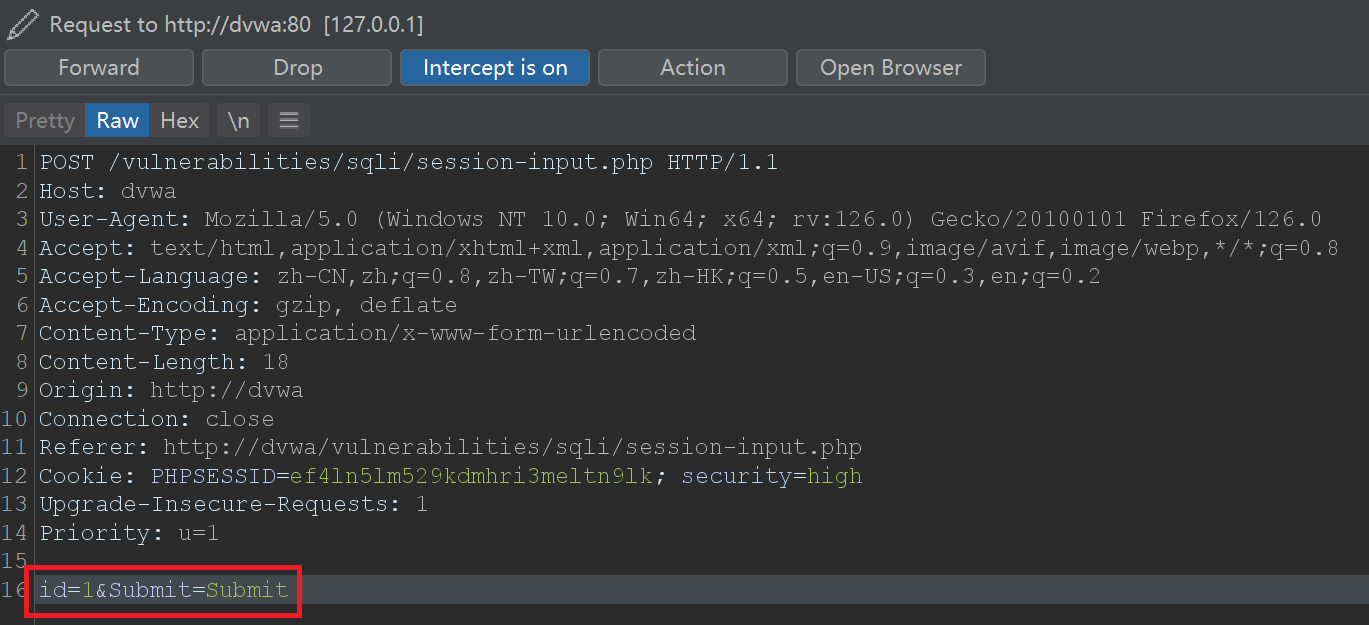 Request to http://dvwa:80 [127.0.0.1]
Forward Drop Intercept is on Action Open Browser
Pretty Raw Hex \n ≡
1 POST /vulnerabilities/sqli/session-input.php HTTP/1.1
2 Host: dvwa
3 User-Agent: Mozilla/5.0 (Windows NT 10.0; Win64; x64; rv:126.0) Gecko/20100101 Firefox/126.0
4 Accept: text/html,application/xhtml+xml,application/xml;q=0.9,image/avif,image/webp,*/*;q=0.8
5 Accept-Language: zh-CN,zh;q=0.8,zh-TW;q=0.7,zh-HK;q=0.5,en-US;q=0.3,en;q=0.2
6 Accept-Encoding: gzip, deflate
7 Content-Type: application/x-www-form-urlencoded
8 Content-Length: 18
9 Origin: http://dvwa
10 Connection: close
11 Referer: http://dvwa/vulnerabilities/sqli/session-input.php
12 Cookie: PHPSESSID=ef4ln5lm529kdmhri3meltn9lk; security=high
13 Upgrade-Insecure-Requests: 1
14 Priority: u=1
15
16 id=1&Submit=Submit